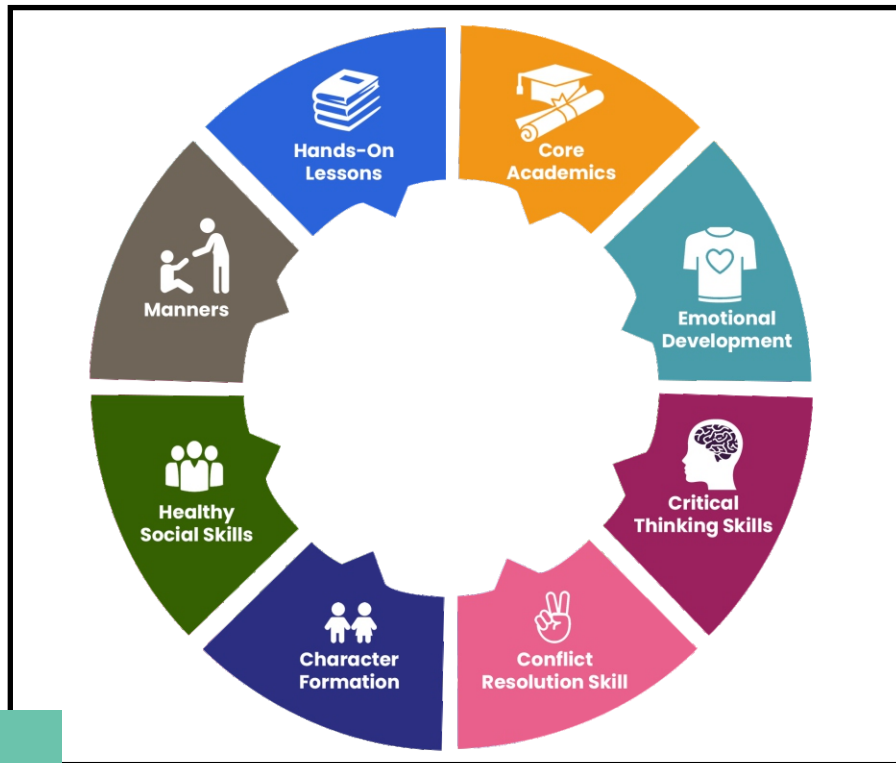 Hands-On
Lessons
Core
Academics
Emotional
Development
Critical
Thinking Skills
Conflict
Resolution Skill
Character
Formation
Healthy
Social Skills
Manners